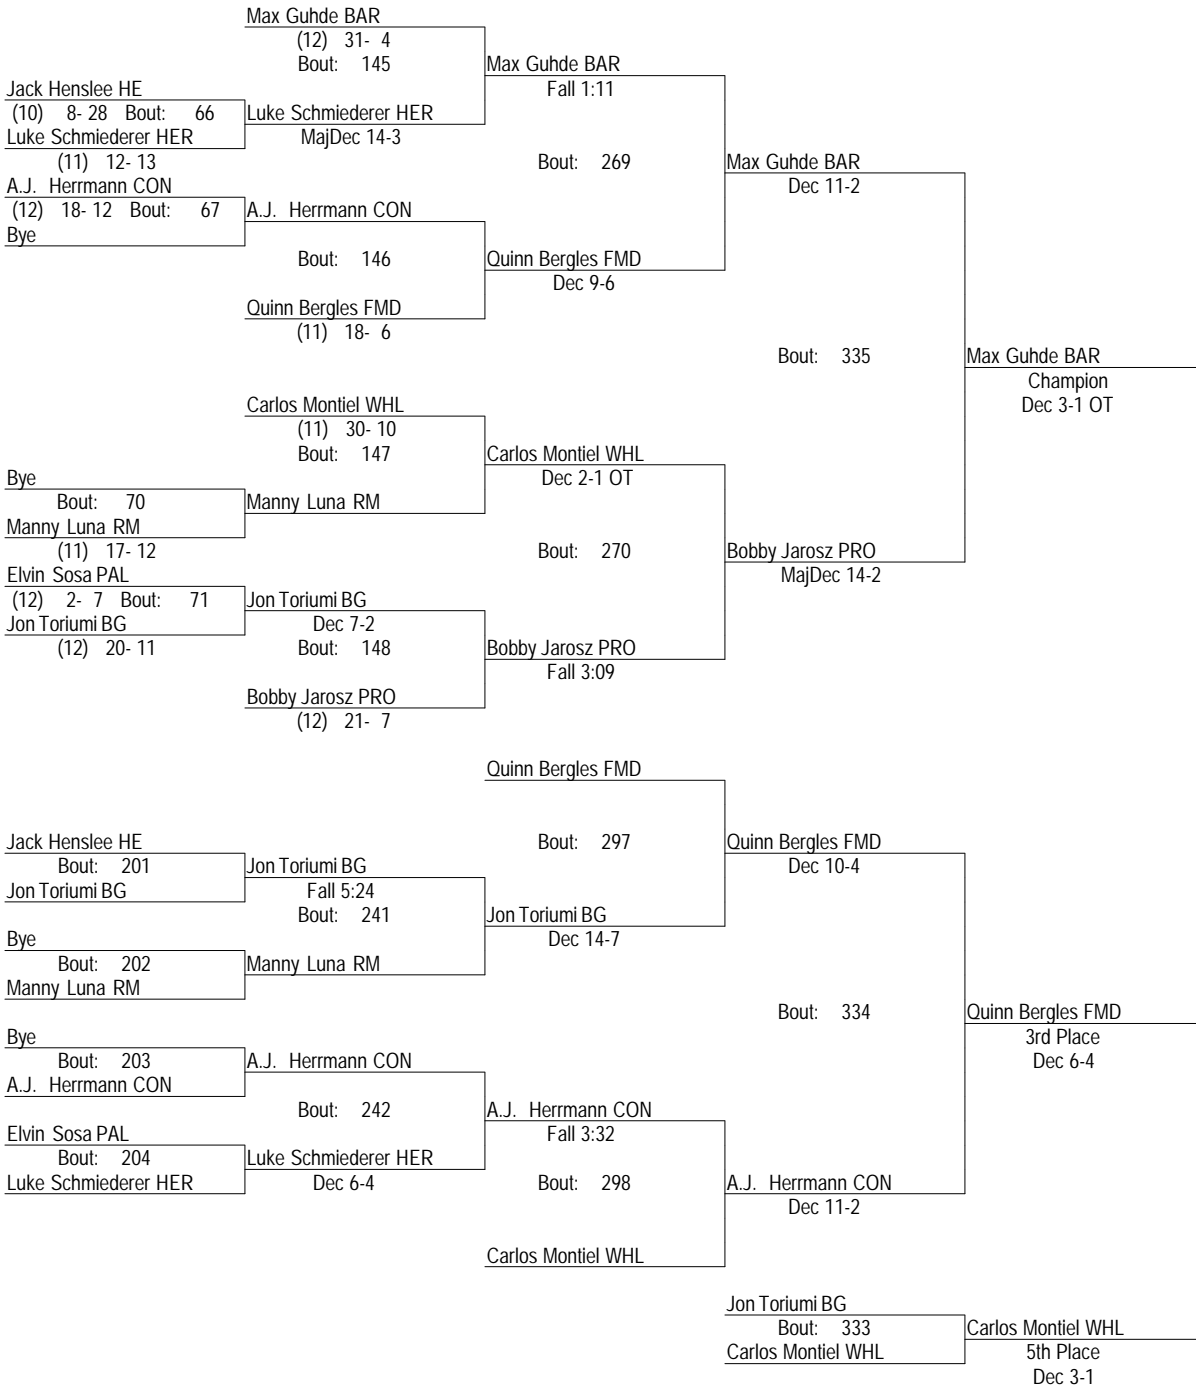 Max Guhde BAR
(12) 31- 4
Bout: 145
Max Guhde BAR
Fall 1:11
Jack Henslee HE
(10) 8- 28 Bout: 66
Luke Schmiederer HER
Luke Schmiederer HER
MajDec 14-3
(11) 12- 13
Bout: 269
Max Guhde BAR
Dec 11-2
A.J. Herrmann CON
(12) 18- 12 Bout: 67
A.J. Herrmann CON
Bye
Bout: 146
Quinn Bergles FMD
Dec 9-6
Quinn Bergles FMD
(11) 18- 6
Bout: 335
Max Guhde BAR
Champion
Dec 3-1 OT
Carlos Montiel WHL
(11) 30- 10
Bout: 147
Carlos Montiel WHL
Dec 2-1 OT
Bye
Bout: 70
Manny Luna RM
Manny Luna RM
(11) 17- 12
Bout: 270
Bobby Jarosz PRO
MajDec 14-2
Elvin Sosa PAL
(12) 2- 7 Bout: 71
Jon Toriumi BG
Jon Toriumi BG
Dec 7-2
(12) 20- 11
Bout: 148
Bobby Jarosz PRO
Fall 3:09
Bobby Jarosz PRO
(12) 21- 7
Quinn Bergles FMD
Bout: 297
Quinn Bergles FMD
Dec 10-4
Jack Henslee HE
Bout: 201
Jon Toriumi BG
Jon Toriumi BG
Fall 5:24
Bout: 241
Jon Toriumi BG
Dec 14-7
Bye
Bout: 202
Manny Luna RM
Manny Luna RM
Bout: 334
Quinn Bergles FMD
3rd Place
Dec 6-4
Bye
Bout: 203
A.J. Herrmann CON
A.J. Herrmann CON
Bout: 242
A.J. Herrmann CON
Fall 3:32
Elvin Sosa PAL
Bout: 204
Luke Schmiederer HER
Luke Schmiederer HER
Dec 6-4
Bout: 298
A.J. Herrmann CON
Dec 11-2
Carlos Montiel WHL
Jon Toriumi BG
Bout: 333
Carlos Montiel WHL
Carlos Montiel WHL
5th Place
Dec 3-1